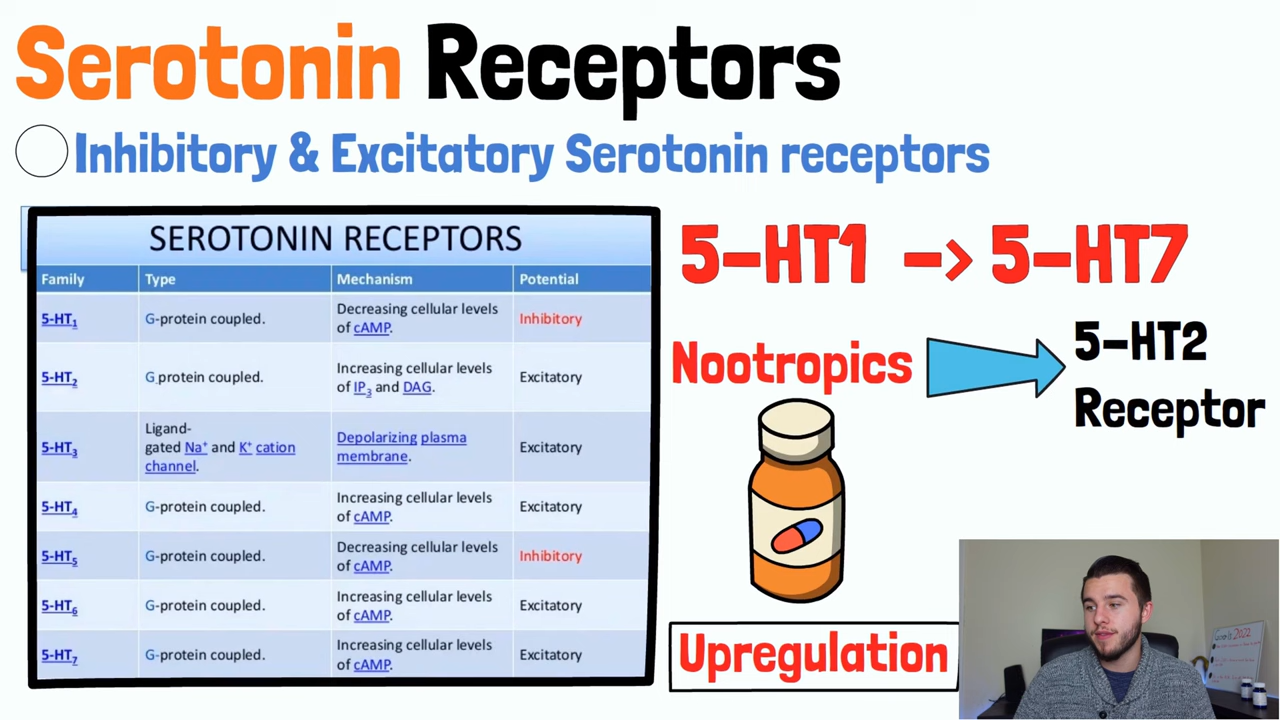 Serotonin Receptors
Inhibitory & Excitatory Serotonin receptors
SEROTONIN RECEPTORS
Family Type Mechanism Potential
5-HT₁ G-protein coupled. Decreasing cellular levels
of cAMP. Inhibitory
5-HT₂ G protein coupled. Increasing cellular levels
of IP₃ and DAG. Excitatory
5-HT₃ Ligand-
gated Na⁺ and K⁺ cation
channel. Depolarizing plasma
membrane. Excitatory
5-HT₄ G-protein coupled. Increasing cellular levels
of cAMP. Excitatory
5-HT₅ G-protein coupled. Decreasing cellular levels
of cAMP. Inhibitory
5-HT₆ G-protein coupled. Increasing cellular levels
of cAMP. Excitatory
5-HT₇ G-protein coupled. Increasing cellular levels
of cAMP. Excitatory
5-HT1 -> 5-HT7
Nootropics
5-HT2
Receptor
Upregulation
2022